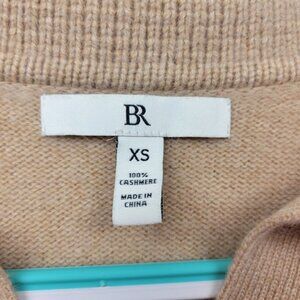 BR
XS
100%
CASHMERE
MADE IN
CHINA